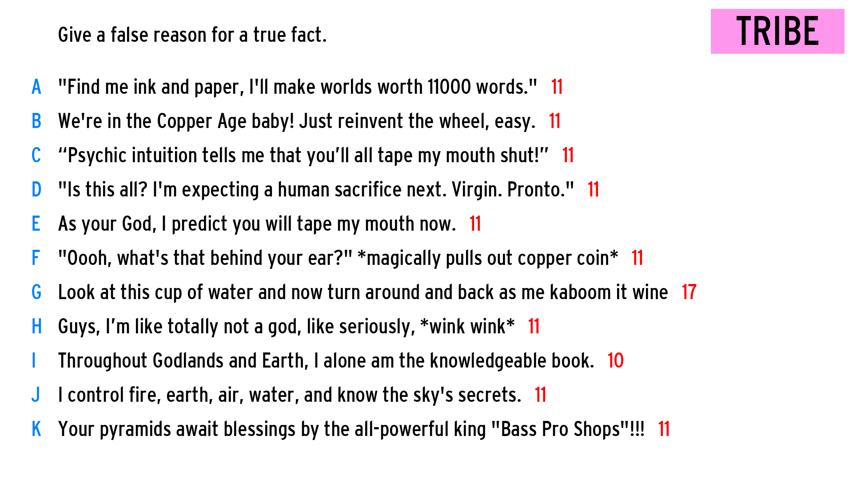 Give a false reason for a true fact.
TRIBE
A "Find me ink and paper, I'll make worlds worth 11000 words." 11
B We're in the Copper Age baby! Just reinvent the wheel, easy. 11
C “Psychic intuition tells me that you’ll all tape my mouth shut!” 11
D "Is this all? I'm expecting a human sacrifice next. Virgin. Pronto." 11
E As your God, I predict you will tape my mouth now. 11
F "Oooh, what's that behind your ear?" *magically pulls out copper coin* 11
G Look at this cup of water and now turn around and back as me kaboom it wine 17
H Guys, I’m like totally not a god, like seriously, *wink wink* 11
I Throughout Godlands and Earth, I alone am the knowledgeable book. 10
J I control fire, earth, air, water, and know the sky's secrets. 11
K Your pyramids await blessings by the all-powerful king "Bass Pro Shops"!!! 11